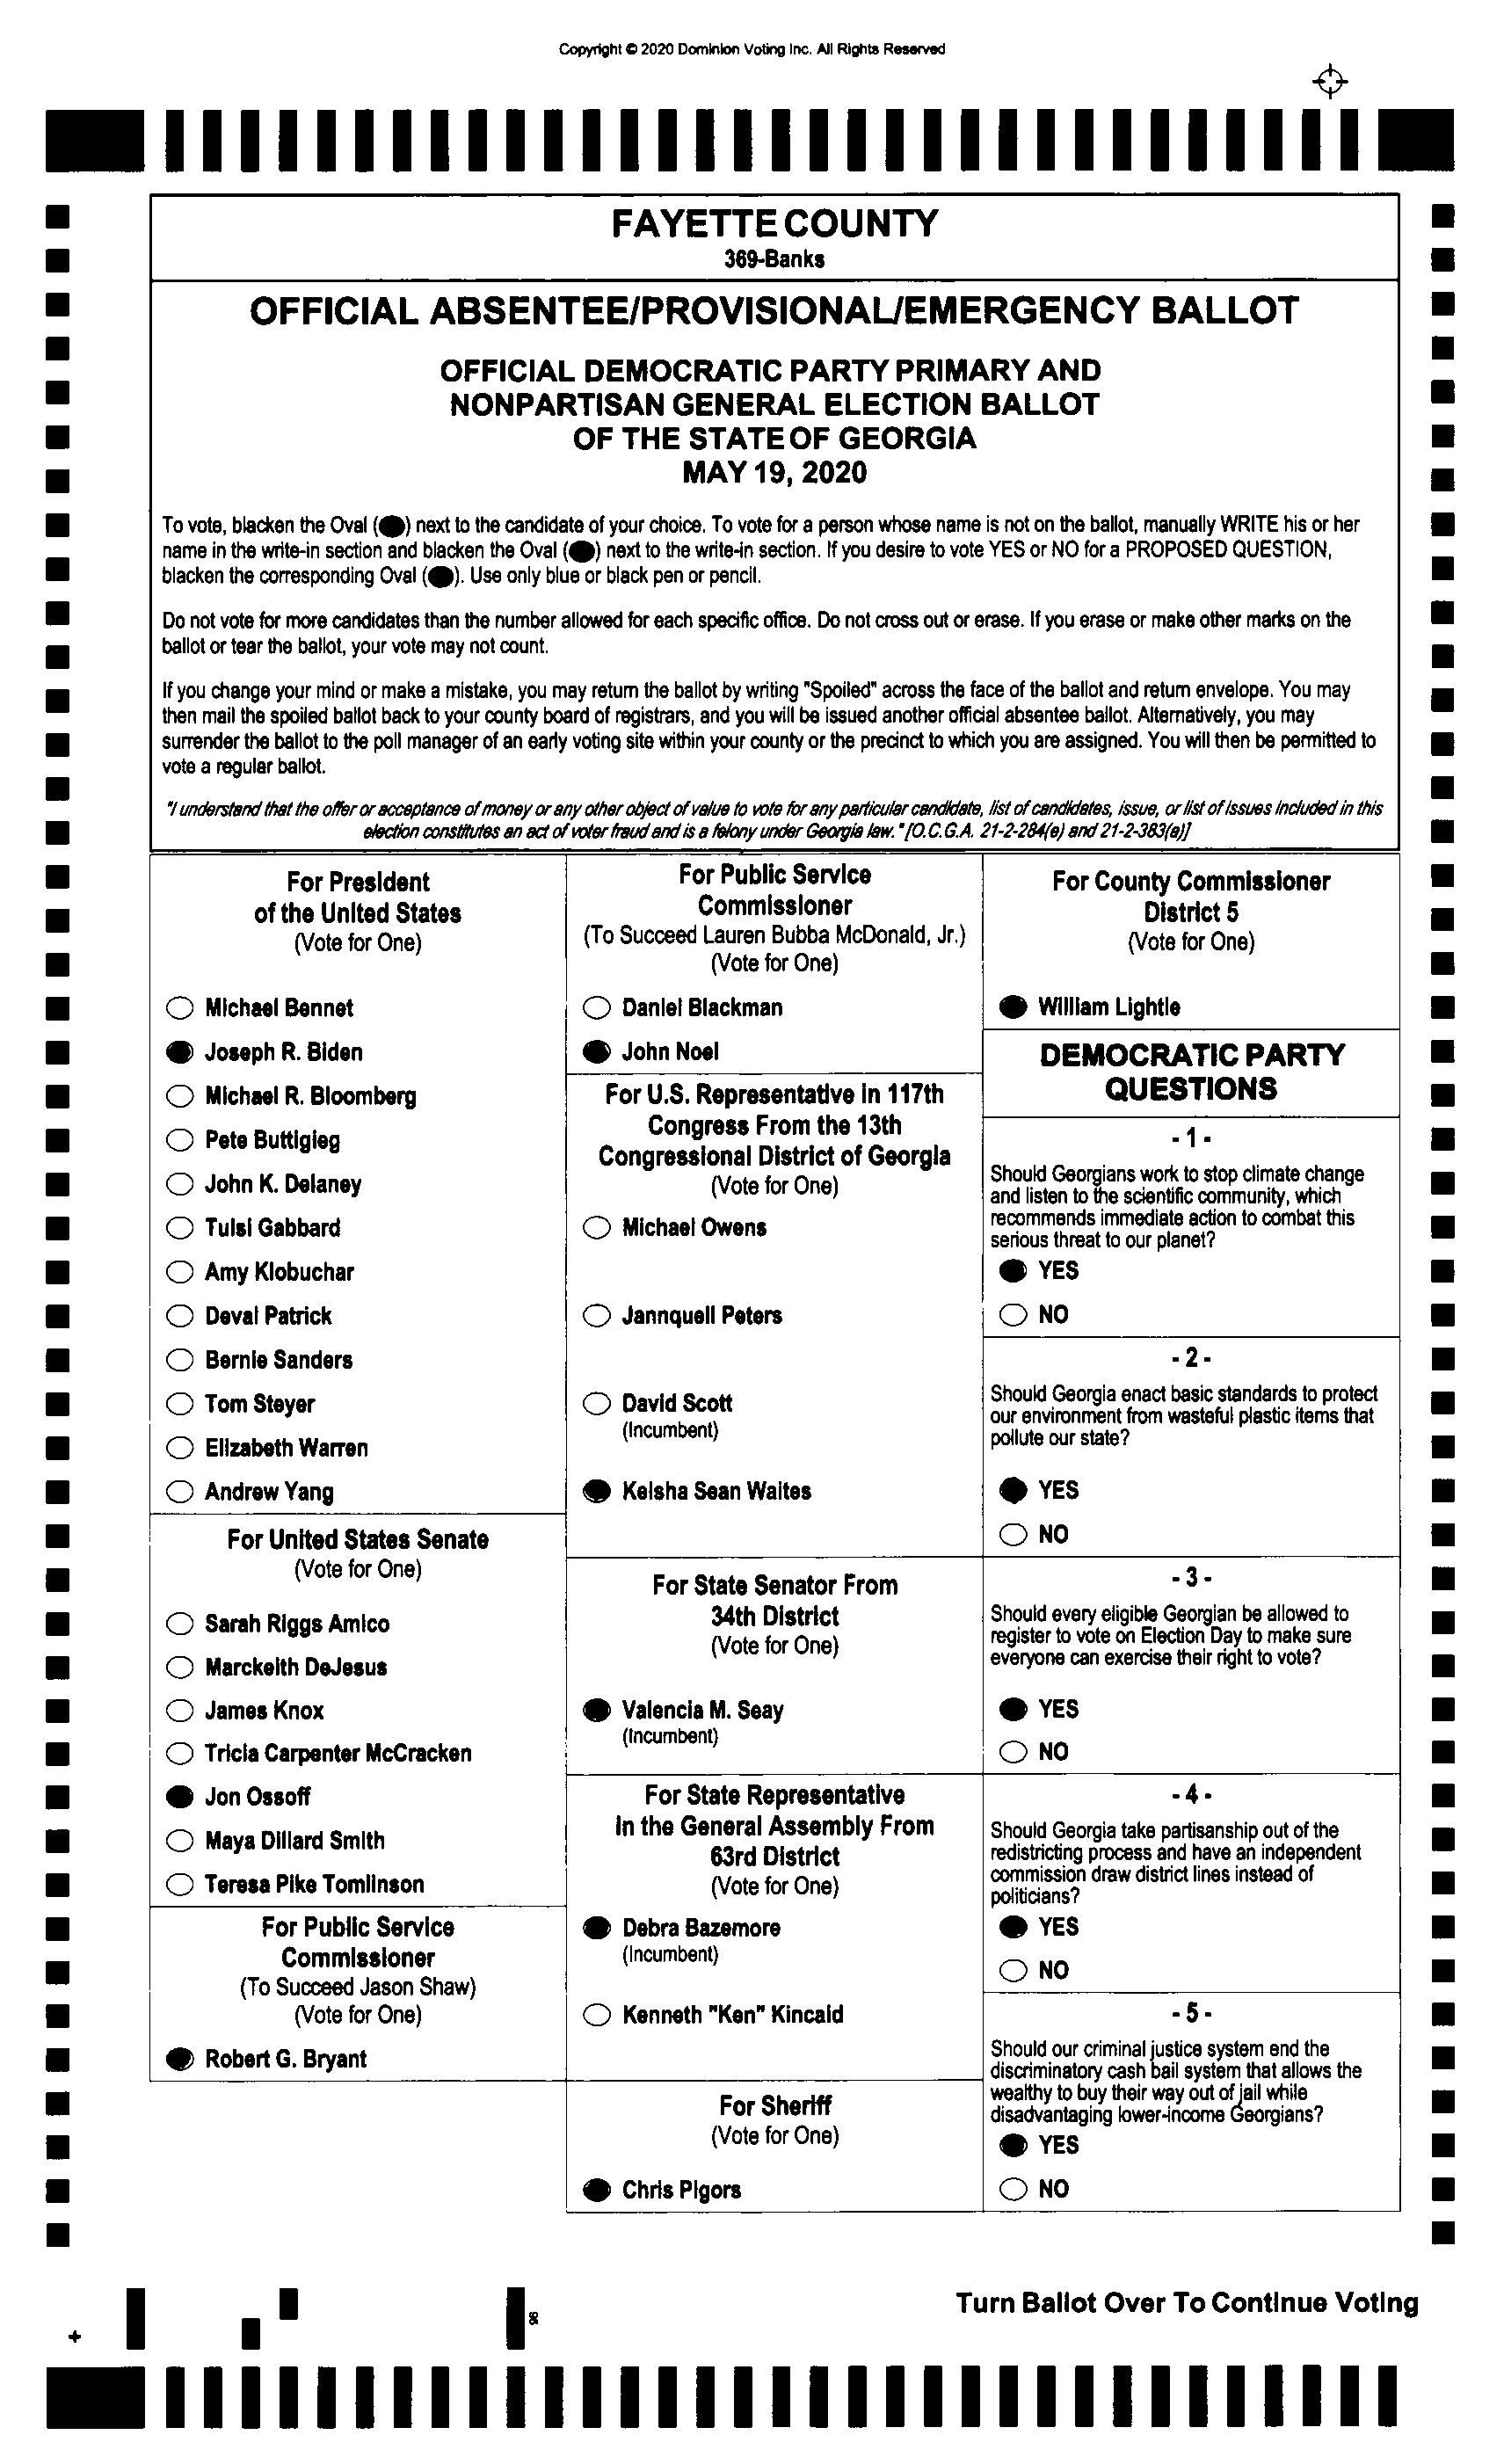 Copyright © 2020 Dominion Voting Inc. All Rights Reserved
FAYETTE COUNTY
369-Banks
OFFICIAL ABSENTEE/PROVISIONAL/EMERGENCY BALLOT
OFFICIAL DEMOCRATIC PARTY PRIMARY AND
NONPARTISAN GENERAL ELECTION BALLOT
OF THE STATE OF GEORGIA
MAY 19, 2020
To vote, blacken the Oval ( ) next to the candidate of your choice. To vote for a person whose name is not on the ballot, manually WRITE his or her
name in the write-in section and blacken the Oval ( ) next to the write-in section. If you desire to vote YES or NO for a PROPOSED QUESTION,
blacken the corresponding Oval ( ). Use only blue or black pen or pencil.
Do not vote for more candidates than the number allowed for each specific office. Do not cross out or erase. If you erase or make other marks on the
ballot or tear the ballot, your vote may not count.
If you change your mind or make a mistake, you may return the ballot by writing "Spoiled" across the face of the ballot and return envelope. You may
then mail the spoiled ballot back to your county board of registrars, and you will be issued another official absentee ballot. Alternatively, you may
surrender the ballot to the poll manager of an early voting site within your county or the precinct to which you are assigned. You will then be permitted to
vote a regular ballot.
"I understand that the offer or acceptance of money or any other object of value to vote for any particular candidate, list of candidates, issue, or list of issues included in this
election constitutes an act of voter fraud and is a felony under Georgia law." [O.C.G.A. 21-2-284(e) and 21-2-383(a)]
For President
of the United States
(Vote for One)
Michael Bennet
Joseph R. Biden
Michael R. Bloomberg
Pete Buttigieg
John K. Delaney
Tulsi Gabbard
Amy Klobuchar
Deval Patrick
Bernie Sanders
Tom Steyer
Elizabeth Warren
Andrew Yang
For United States Senate
(Vote for One)
Sarah Riggs Amico
Marckeith DeJesus
James Knox
Tricia Carpenter McCracken
Jon Ossoff
Maya Dillard Smith
Teresa Pike Tomlinson
For Public Service
Commissioner
(To Succeed Jason Shaw)
(Vote for One)
Robert G. Bryant
For Public Service
Commissioner
(To Succeed Lauren Bubba McDonald, Jr.)
(Vote for One)
Daniel Blackman
John Noel
For U.S. Representative in 117th
Congress From the 13th
Congressional District of Georgia
(Vote for One)
Michael Owens
Jannquell Peters
David Scott
(Incumbent)
Keisha Sean Waites
For State Senator From
34th District
(Vote for One)
Valencia M. Seay
(Incumbent)
For State Representative
in the General Assembly From
63rd District
(Vote for One)
Debra Bazemore
(Incumbent)
Kenneth "Ken" Kincaid
For Sheriff
(Vote for One)
Chris Pigors
For County Commissioner
District 5
(Vote for One)
William Lightle
DEMOCRATIC PARTY
QUESTIONS
- 1 -
Should Georgians work to stop climate change
and listen to the scientific community, which
recommends immediate action to combat this
serious threat to our planet?
YES
NO
- 2 -
Should Georgia enact basic standards to protect
our environment from wasteful plastic items that
pollute our state?
YES
NO
- 3 -
Should every eligible Georgian be allowed to
register to vote on Election Day to make sure
everyone can exercise their right to vote?
YES
NO
- 4 -
Should Georgia take partisanship out of the
redistricting process and have an independent
commission draw district lines instead of
politicians?
YES
NO
- 5 -
Should our criminal justice system end the
discriminatory cash bail system that allows the
wealthy to buy their way out of jail while
disadvantaging lower-income Georgians?
YES
NO
Turn Ballot Over To Continue Voting